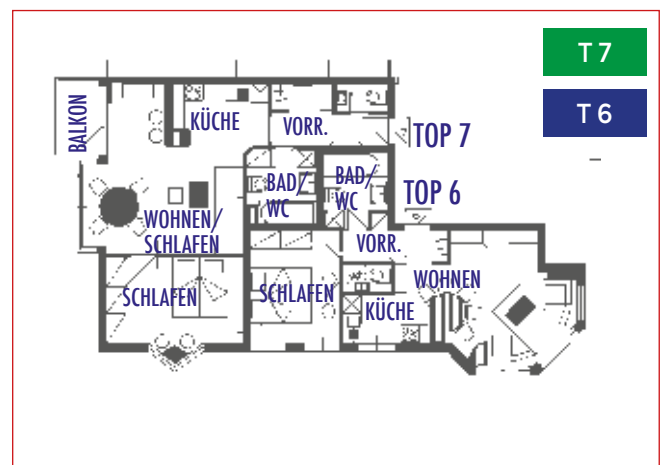 T 7
T 6
BALKON
KÜCHE
VORR.
TOP 7
BAD/
WC
BAD/
WC
TOP 6
WOHNEN/
SCHLAFEN
VORR.
SCHLAFEN
SCHLAFEN
WOHNEN
KÜCHE